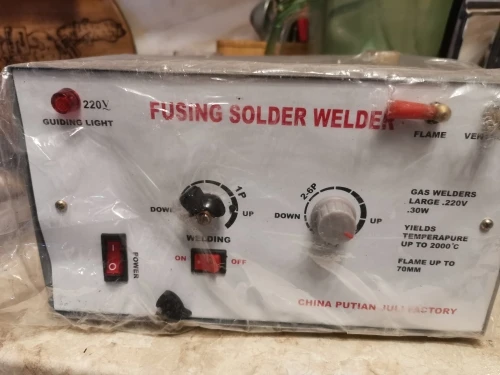 220V
GUIDING LIGHT
FUSING SOLDER WELDER
FLAME
1P
DOWN
UP
WELDING
ON
OFF
POWER
2-6P
DOWN
UP
GAS WELDERS
LARGE .220V
.30W
YIELDS
TEMPERAPURE
UP TO 2000℃
FLAME UP TO
70MM
CHINA PUTIAN FACTORY